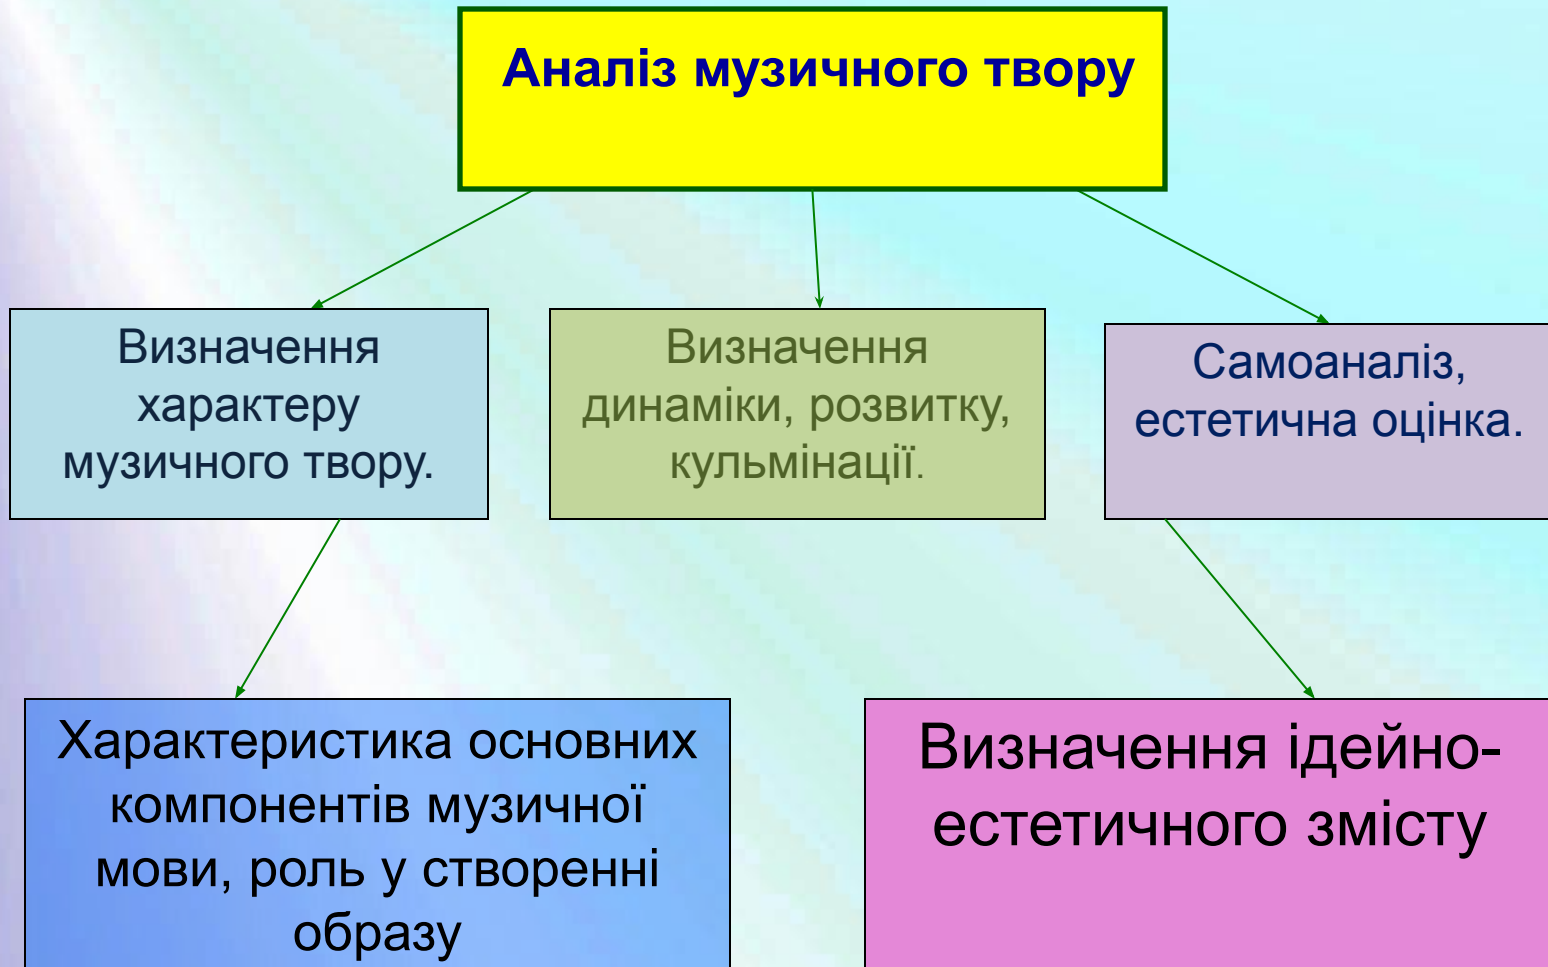 Аналіз музичного твору
Визначення
характеру
музичного твору.
Визначення
динаміки, розвитку,
кульмінації.
Самоаналіз,
естетична оцінка.
Характеристика основних
компонентів музичної
мови, роль у створенні
образу
Визначення ідейно-
естетичного змісту